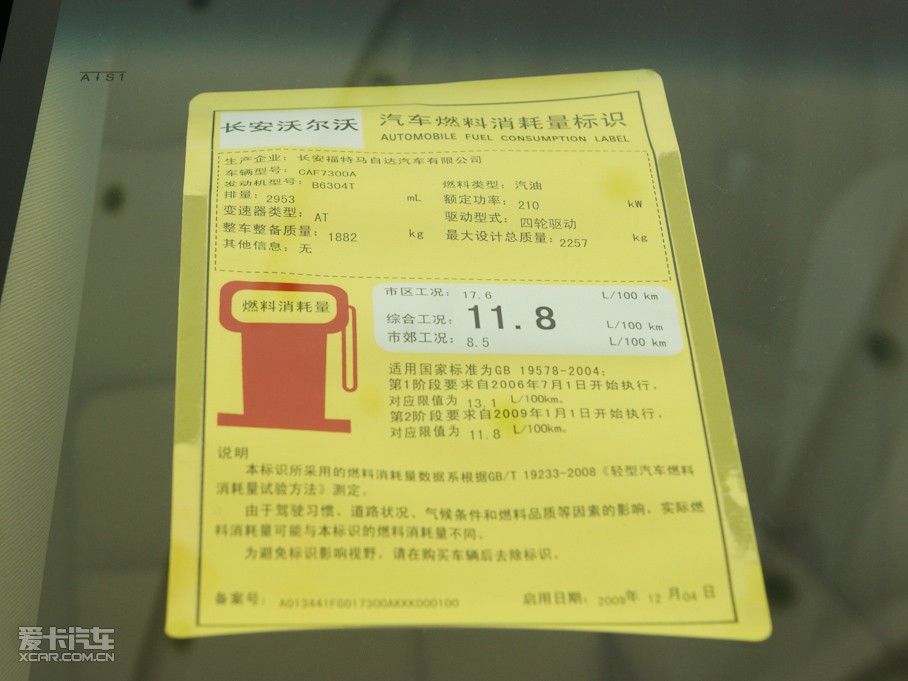 AIS1
长安沃尔沃 汽车燃料消耗量标识
AUTOMOBILE FUEL CONSUMPTION LABEL
生产企业：长安福特马自达汽车有限公司
车辆型号：CAF7300A
发动机型号：B6304T 燃料类型：汽油
排量：2953 mL 额定功率：210 kW
变速器类型：AT 驱动型式：四轮驱动
整车整备质量：1882 kg 最大设计总质量：2257 kg
其他信息：无
燃料消耗量
市区工况：17.6 L/100 km
综合工况：11.8 L/100 km
市郊工况：8.5 L/100 km
适用国家标准为GB 19578-2004；
第1阶段要求自2006年7月1日开始执行，
对应限值为 13.1 L/100km。
第2阶段要求自2009年1月1日开始执行，
对应限值为 11.8 L/100km。
说明
本标识所采用的燃料消耗量数据系根据GB/T 19233-2008《轻型汽车燃料
消耗量试验方法》测定。
由于驾驶习惯、道路状况、气候条件和燃料品质等因素的影响，实际燃
料消耗量可能与本标识的燃料消耗量不同。
为避免标识影响视野，请在购买车辆后去除标识。
备案号：A013441FG017300AKKK000100 启用日期：2009年 12 月04 日
爱卡汽车
XCAR.COM.CN